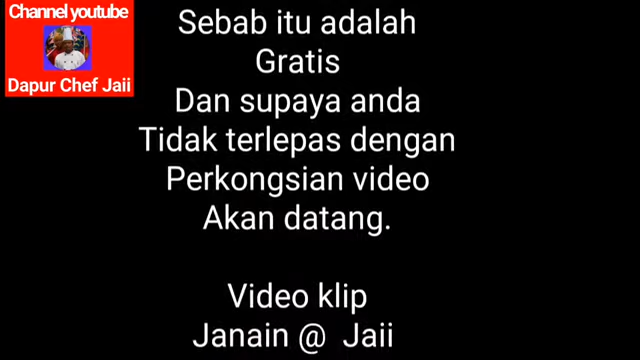 Channel youtube
Dapur Chef Jaii
Sebab itu adalah
Gratis
Dan supaya anda
Tidak terlepas dengan
Perkongsian video
Akan datang.
Video klip
Janain @ Jaii